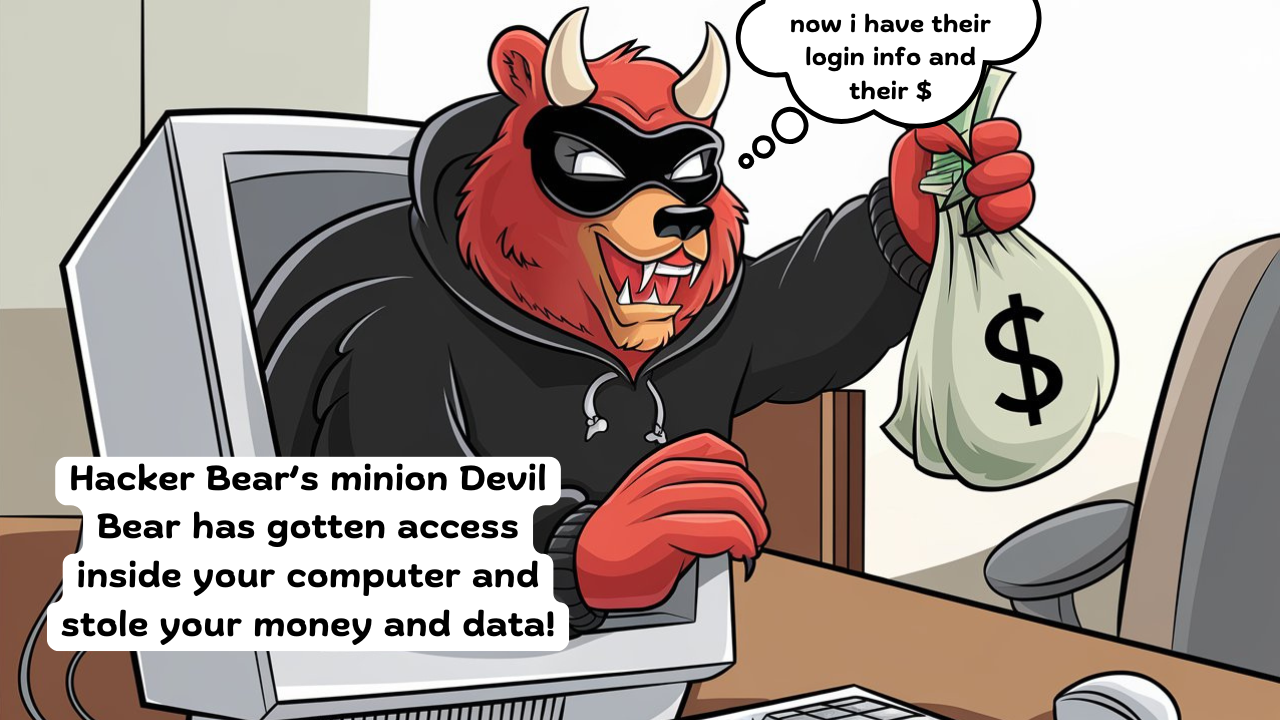 now i have their
login info and
their $
$
Hacker Bear's minion Devil
Bear has gotten access
inside your computer and
stole your money and data!